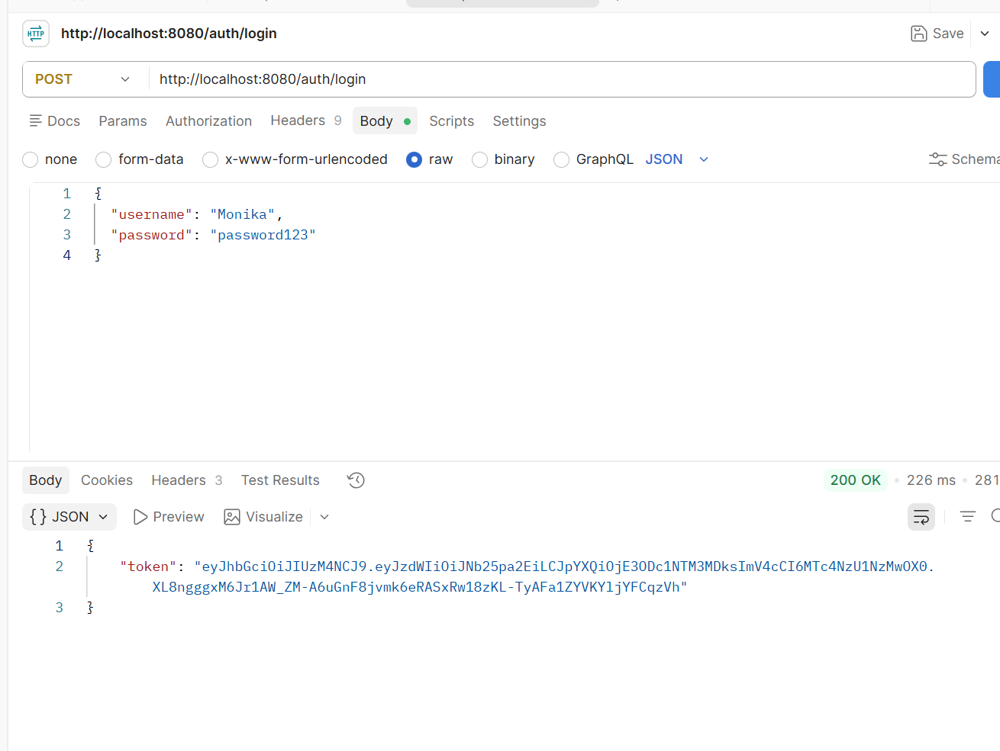 HTTP http://localhost:8080/auth/login Save
POST http://localhost:8080/auth/login
Docs Params Authorization Headers 9 Body Scripts Settings
none form-data x-www-form-urlencoded raw binary GraphQL JSON Schema
1 {
2 "username": "Monika",
3 "password": "password123"
4 }
Body Cookies Headers 3 Test Results 200 OK 226 ms 281
{} JSON Preview Visualize
1 {
2 "token": "eyJhbGciOiJIUzM4NCJ9.eyJzdWIiOiJNb25pa2EiLCJpYXQiOjE3ODc1NTM3MDksImV4cCI6MTc4NzU1NzMwOX0.
XL8ngggxM6Jr1AW_ZM-A6uGnF8jvmk6eRASxRw18zKL-TyAFa1ZYVKYljYFCqzVh"
3 }